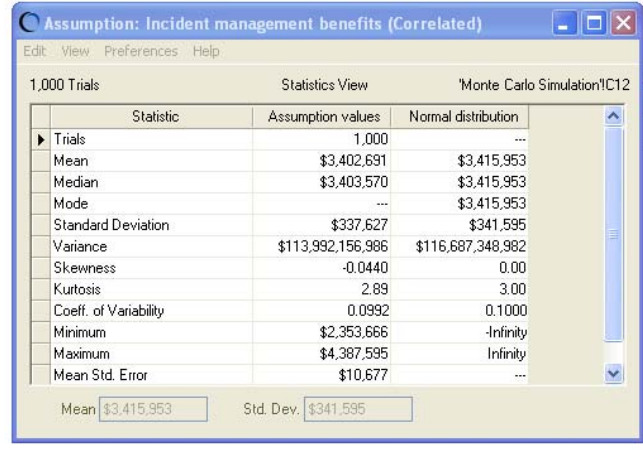 Assumption: Incident management benefits (Correlated)
Edit View Preferences Help
1,000 Trials Statistics View 'Monte Carlo Simulation'!C12
Statistic Assumption values Normal distribution
Trials 1,000 ---
Mean $3,402,691 $3,415,953
Median $3,403,570 $3,415,953
Mode --- $3,415,953
Standard Deviation $337,627 $341,595
Variance $113,992,156,986 $116,687,348,982
Skewness -0.0440 0.00
Kurtosis 2.89 3.00
Coeff. of Variability 0.0992 0.1000
Minimum $2,353,666 -Infinity
Maximum $4,387,595 Infinity
Mean Std. Error $10,677 ---
Mean $3,415,953 Std. Dev. $341,595